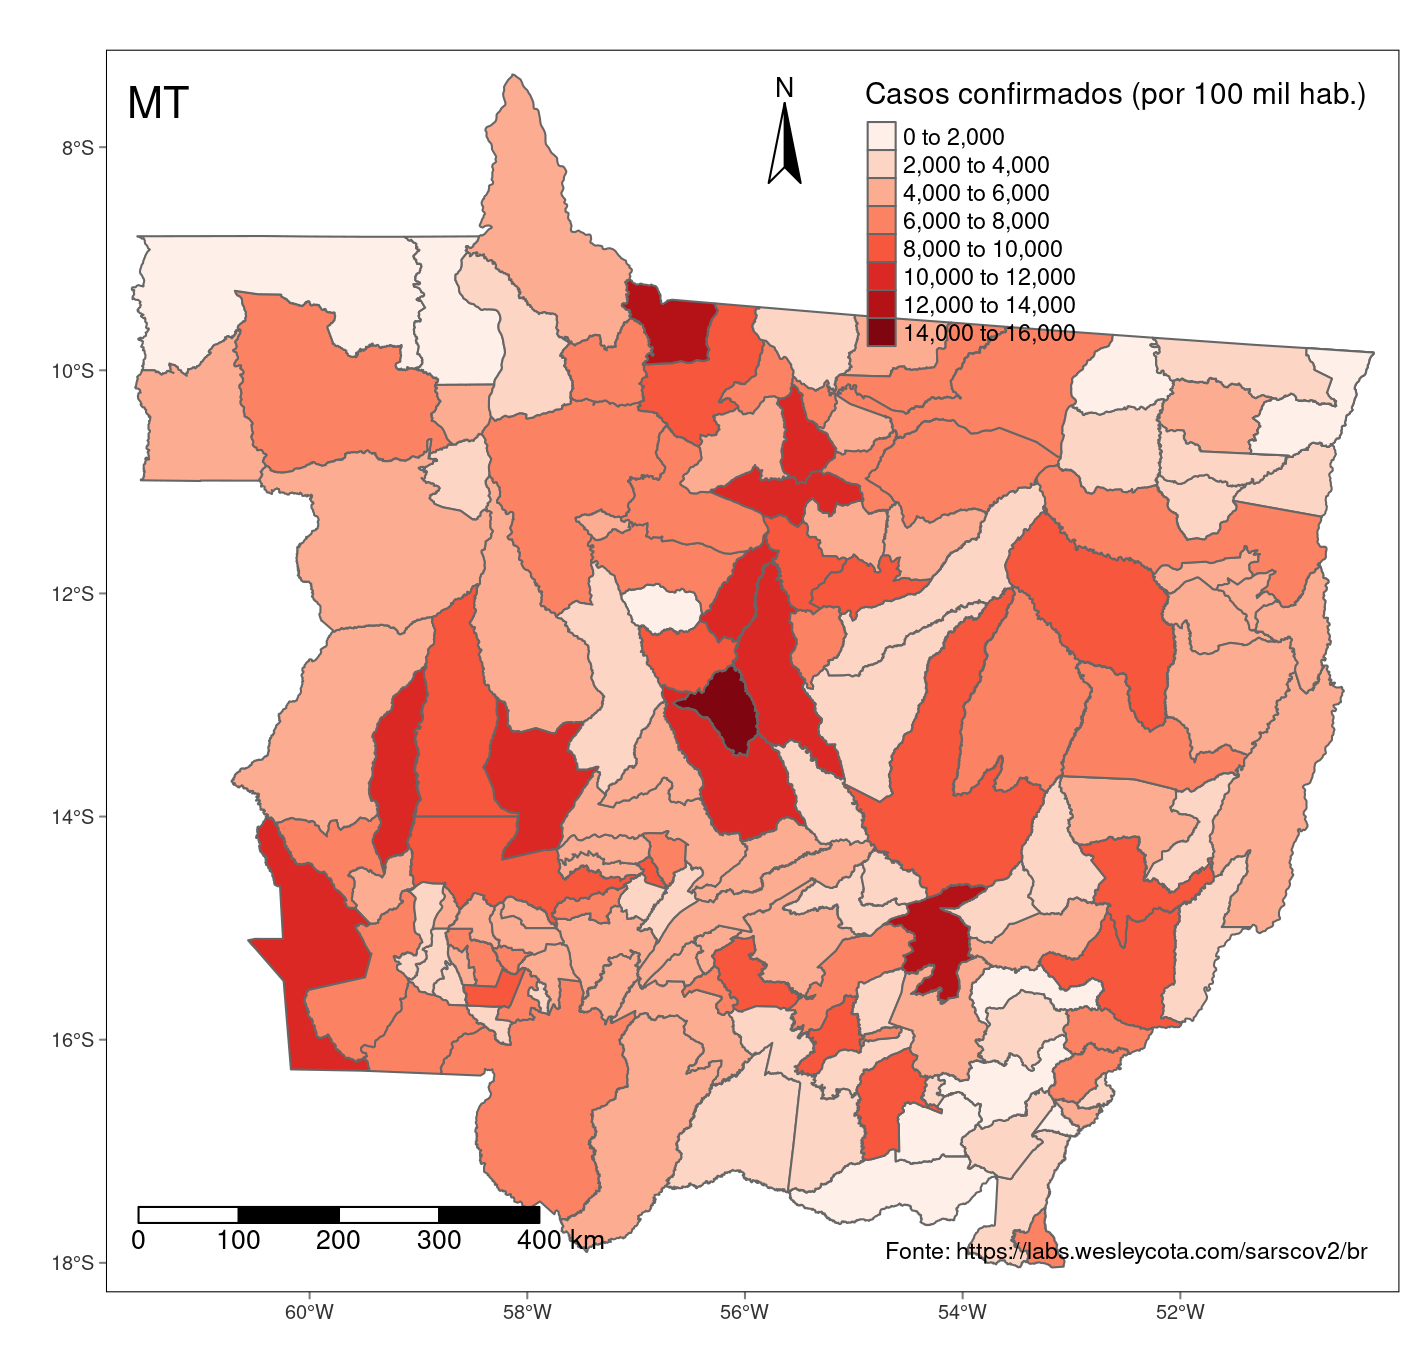 MT
N
Casos confirmados (por 100 mil hab.)
0 to 2,000
2,000 to 4,000
4,000 to 6,000
6,000 to 8,000
8,000 to 10,000
10,000 to 12,000
12,000 to 14,000
14,000 to 16,000
8°S
10°S
12°S
14°S
16°S
18°S
0 100 200 300 400 km
Fonte: https://labs.wesleycota.com/sarscov2/br
60°W 58°W 56°W 54°W 52°W